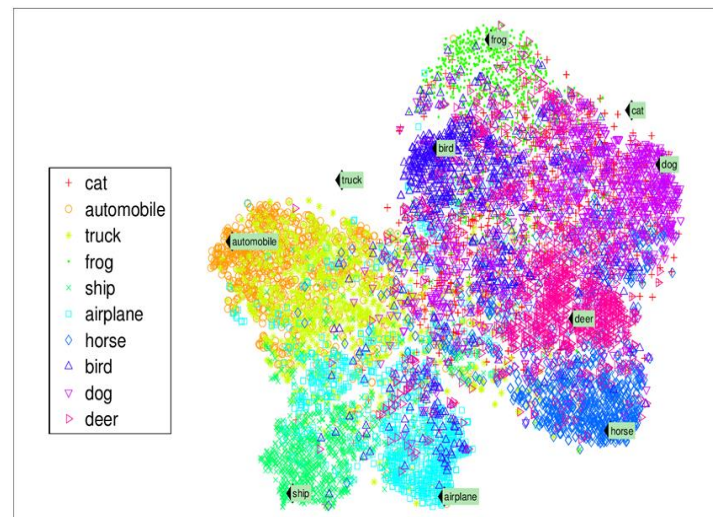 frog
cat
bird
dog
truck
cat
automobile
truck
frog
ship
airplane
horse
bird
dog
deer
automobile
deer
horse
ship
airplane